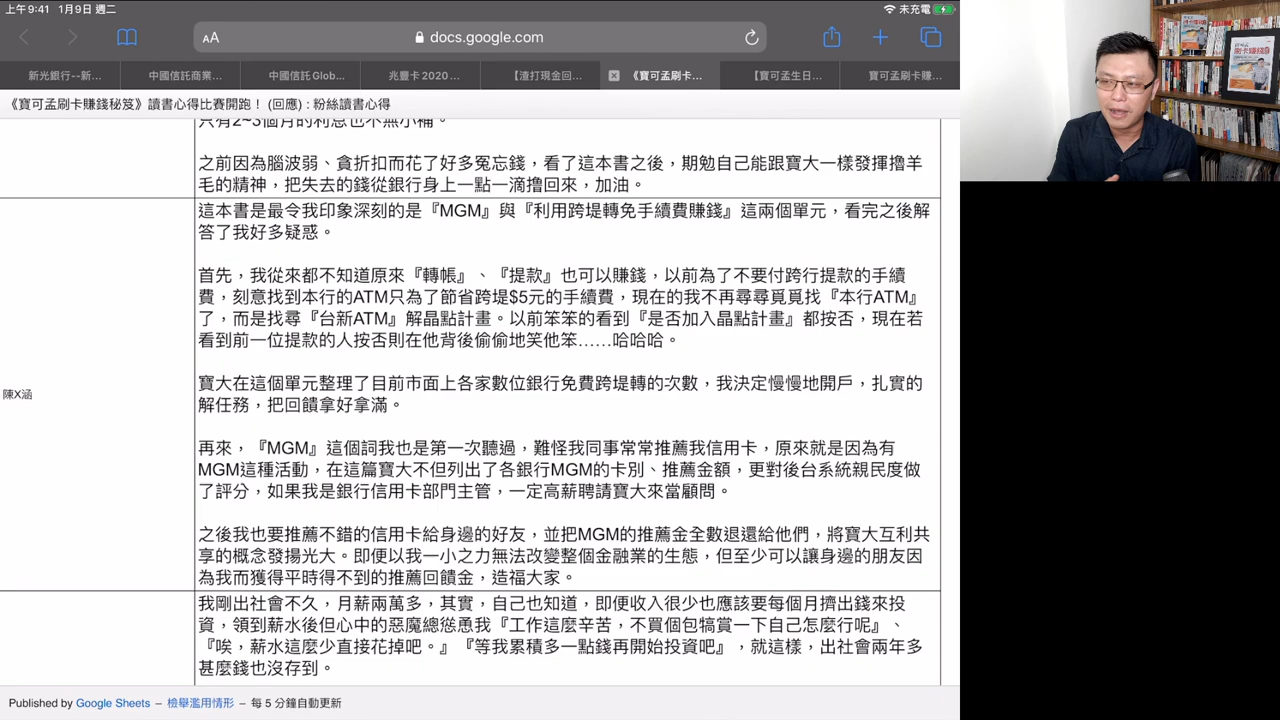 上午9:41 1月9日 週二
未充電
AA
docs.google.com
新光銀行--新...
中國信託商業...
中國信託Glob...
兆豐卡2020...
【渣打現金回...
《寶可孟刷卡...
【寶可孟生日...
寶可孟刷卡賺...
《寶可孟刷卡賺錢秘笈》讀書心得比賽開跑！ (回應) : 粉絲讀書心得
只有2~3個月的利息也不無小補。
之前因為腦波弱、貪折扣而花了好多冤忘錢，看了這本書之後，期勉自己能跟寶大一樣發揮擼羊
毛的精神，把失去的錢從銀行身上一點一滴擼回來，加油。
陳X涵
這本書是最令我印象深刻的是『MGM』與『利用跨堤轉免手續費賺錢』這兩個單元，看完之後解
答了我好多疑惑。
首先，我從來都不知道原來『轉帳』、『提款』也可以賺錢，以前為了不要付跨行提款的手續
費，刻意找到本行的ATM只為了節省跨堤$5元的手續費，現在的我不再尋尋覓覓找『本行ATM』
了，而是找尋『台新ATM』解晶點計畫。以前笨笨的看到『是否加入晶點計畫』都按否，現在若
看到前一位提款的人按否則在他背後偷偷地笑他笨……哈哈哈。
寶大在這個單元整理了目前市面上各家數位銀行免費跨堤轉的次數，我決定慢慢地開戶，扎實的
解任務，把回饋拿好拿滿。
再來，『MGM』這個詞我也是第一次聽過，難怪我同事常常推薦我信用卡，原來就是因為有
MGM這種活動，在這篇寶大不但列出了各銀行MGM的卡別、推薦金額，更對後台系統親民度做
了評分，如果我是銀行信用卡部門主管，一定高薪聘請寶大來當顧問。
之後我也要推薦不錯的信用卡給身邊的好友，並把MGM的推薦金全數退還給他們，將寶大互利共
享的概念發揚光大。即便以我一小之力無法改變整個金融業的生態，但至少可以讓身邊的朋友因
為我而獲得平時得不到的推薦回饋金，造福大家。
我剛出社會不久，月薪兩萬多，其實，自己也知道，即便收入很少也應該要每個月擠出錢來投
資，領到薪水後但心中的惡魔總慫恿我『工作這麼辛苦，不買個包犒賞一下自己怎麼行呢』、
『唉，薪水這麼少直接花掉吧。』『等我累積多一點錢再開始投資吧』，就這樣，出社會兩年多
甚麼錢也沒存到。
Published by Google Sheets – 檢舉濫用情形 – 每 5 分鐘自動更新